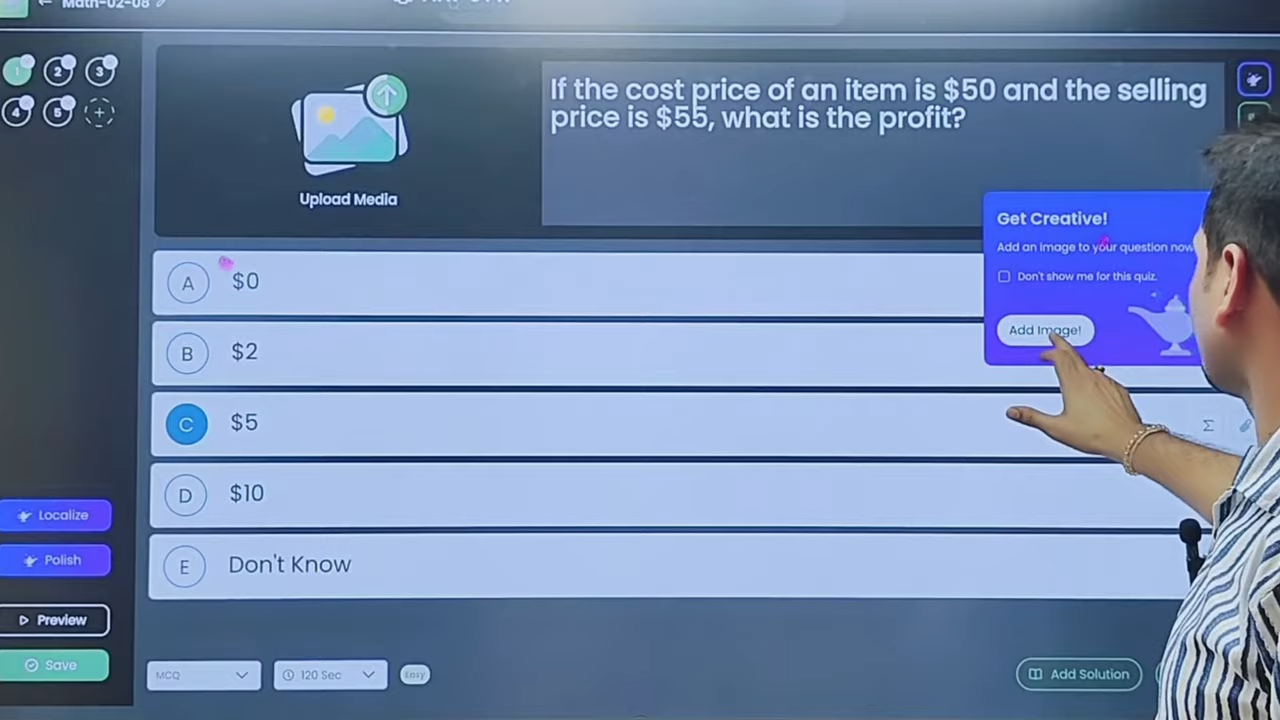 Math-02-08
1 2 3
4 5 +
Upload Media
If the cost price of an item is $50 and the selling
price is $55, what is the profit?
Get Creative!
Add an image to your question now
Don't show me for this quiz.
Add Image!
A $0
B $2
C $5
Σ
D $10
E Don't Know
Localize
Polish
Preview
Save
MCQ
120 Sec
Easy
Add Solution